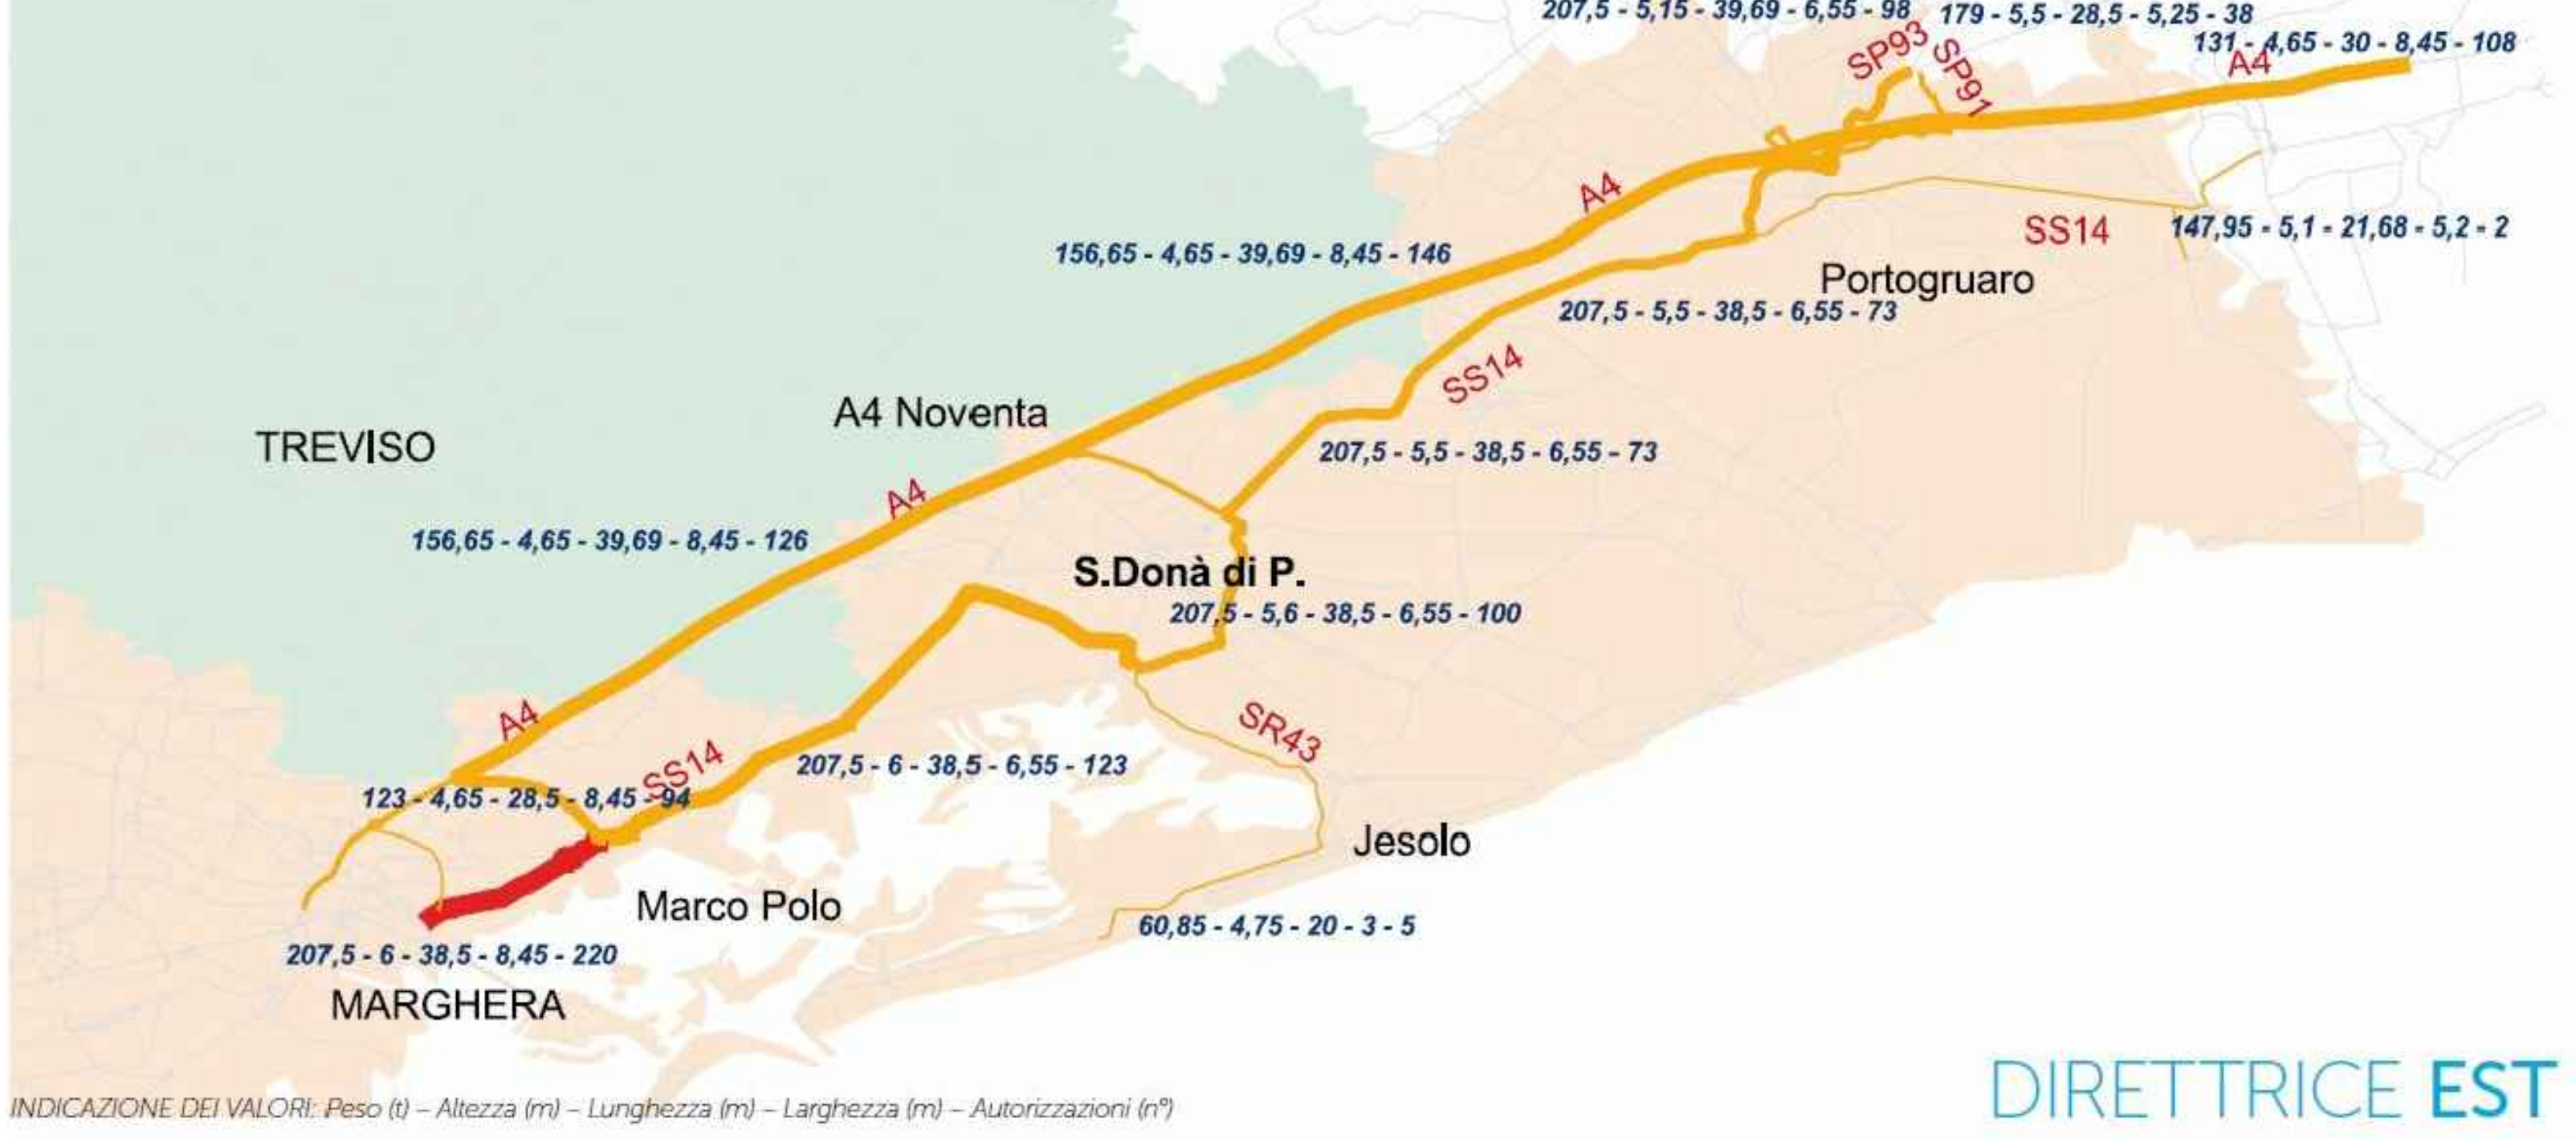 207,5 - 5,15 - 39,69 - 6,55 - 98
179 - 5,5 - 28,5 - 5,25 - 38
131 - 4,65 - 30 - 8,45 - 108
SP93
SP91
A4
A4
156,65 - 4,65 - 39,69 - 8,45 - 146
SS14
147,95 - 5,1 - 21,68 - 5,2 - 2
Portogruaro
207,5 - 5,5 - 38,5 - 6,55 - 73
SS14
A4 Noventa
TREVISO
207,5 - 5,5 - 38,5 - 6,55 - 73
A4
156,65 - 4,65 - 39,69 - 8,45 - 126
S.Donà di P.
207,5 - 5,6 - 38,5 - 6,55 - 100
A4
SR43
SS14
207,5 - 6 - 38,5 - 6,55 - 123
123 - 4,65 - 28,5 - 8,45 - 94
Jesolo
Marco Polo
60,85 - 4,75 - 20 - 3 - 5
207,5 - 6 - 38,5 - 8,45 - 220
MARGHERA
DIRETTRICE EST
INDICAZIONE DEI VALORI: Peso (t) – Altezza (m) – Lunghezza (m) – Larghezza (m) – Autorizzazioni (n°)